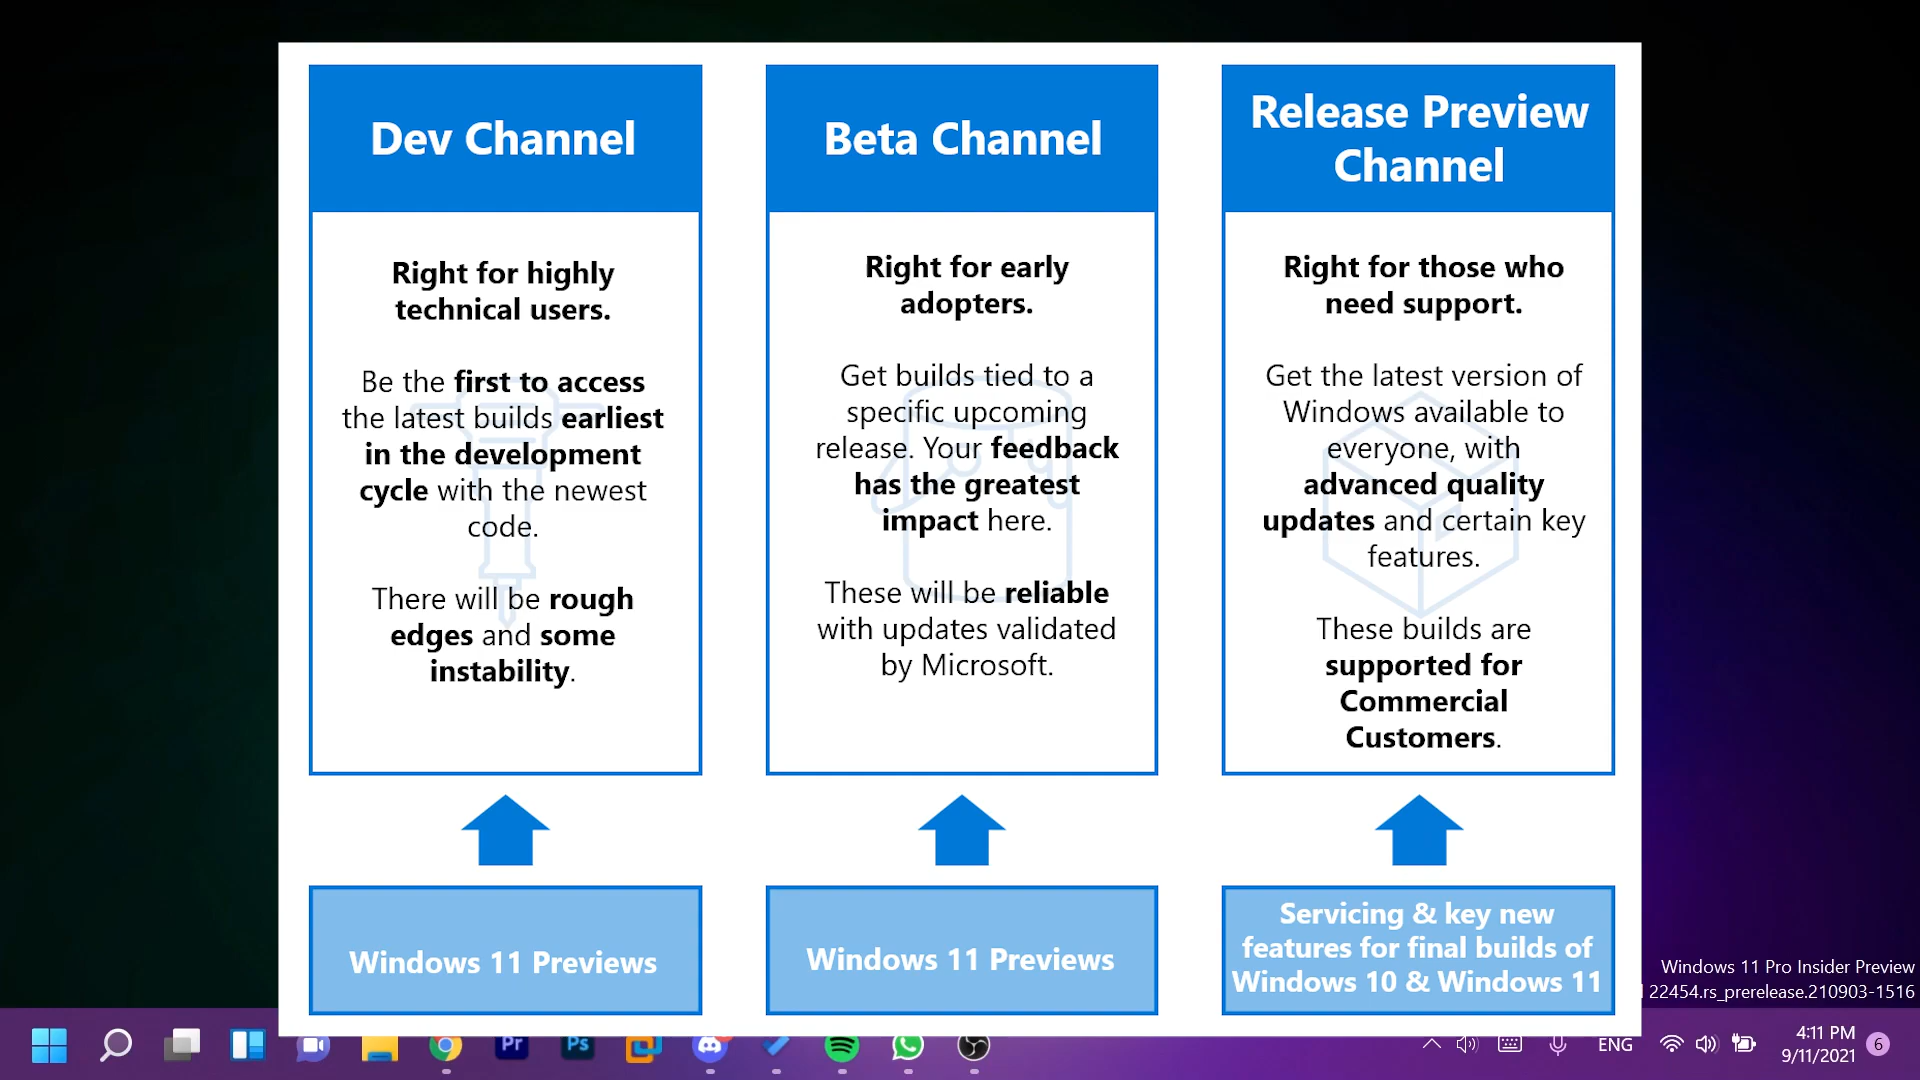 Dev Channel
Right for highly
technical users.
Be the first to access
the latest builds earliest
in the development
cycle with the newest
code.
There will be rough
edges and some
instability.
Windows 11 Previews
Beta Channel
Right for early
adopters.
Get builds tied to a
specific upcoming
release. Your feedback
has the greatest
impact here.
These will be reliable
with updates validated
by Microsoft.
Windows 11 Previews
Release Preview
Channel
Right for those who
need support.
Get the latest version of
Windows available to
everyone, with
advanced quality
updates and certain key
features.
These builds are
supported for
Commercial
Customers.
Servicing & key new
features for final builds of
Windows 10 & Windows 11
Windows 11 Pro Insider Preview
22454.rs_prerelease.210903-1516
Pr
Ps
ENG
4:11 PM
9/11/2021
6